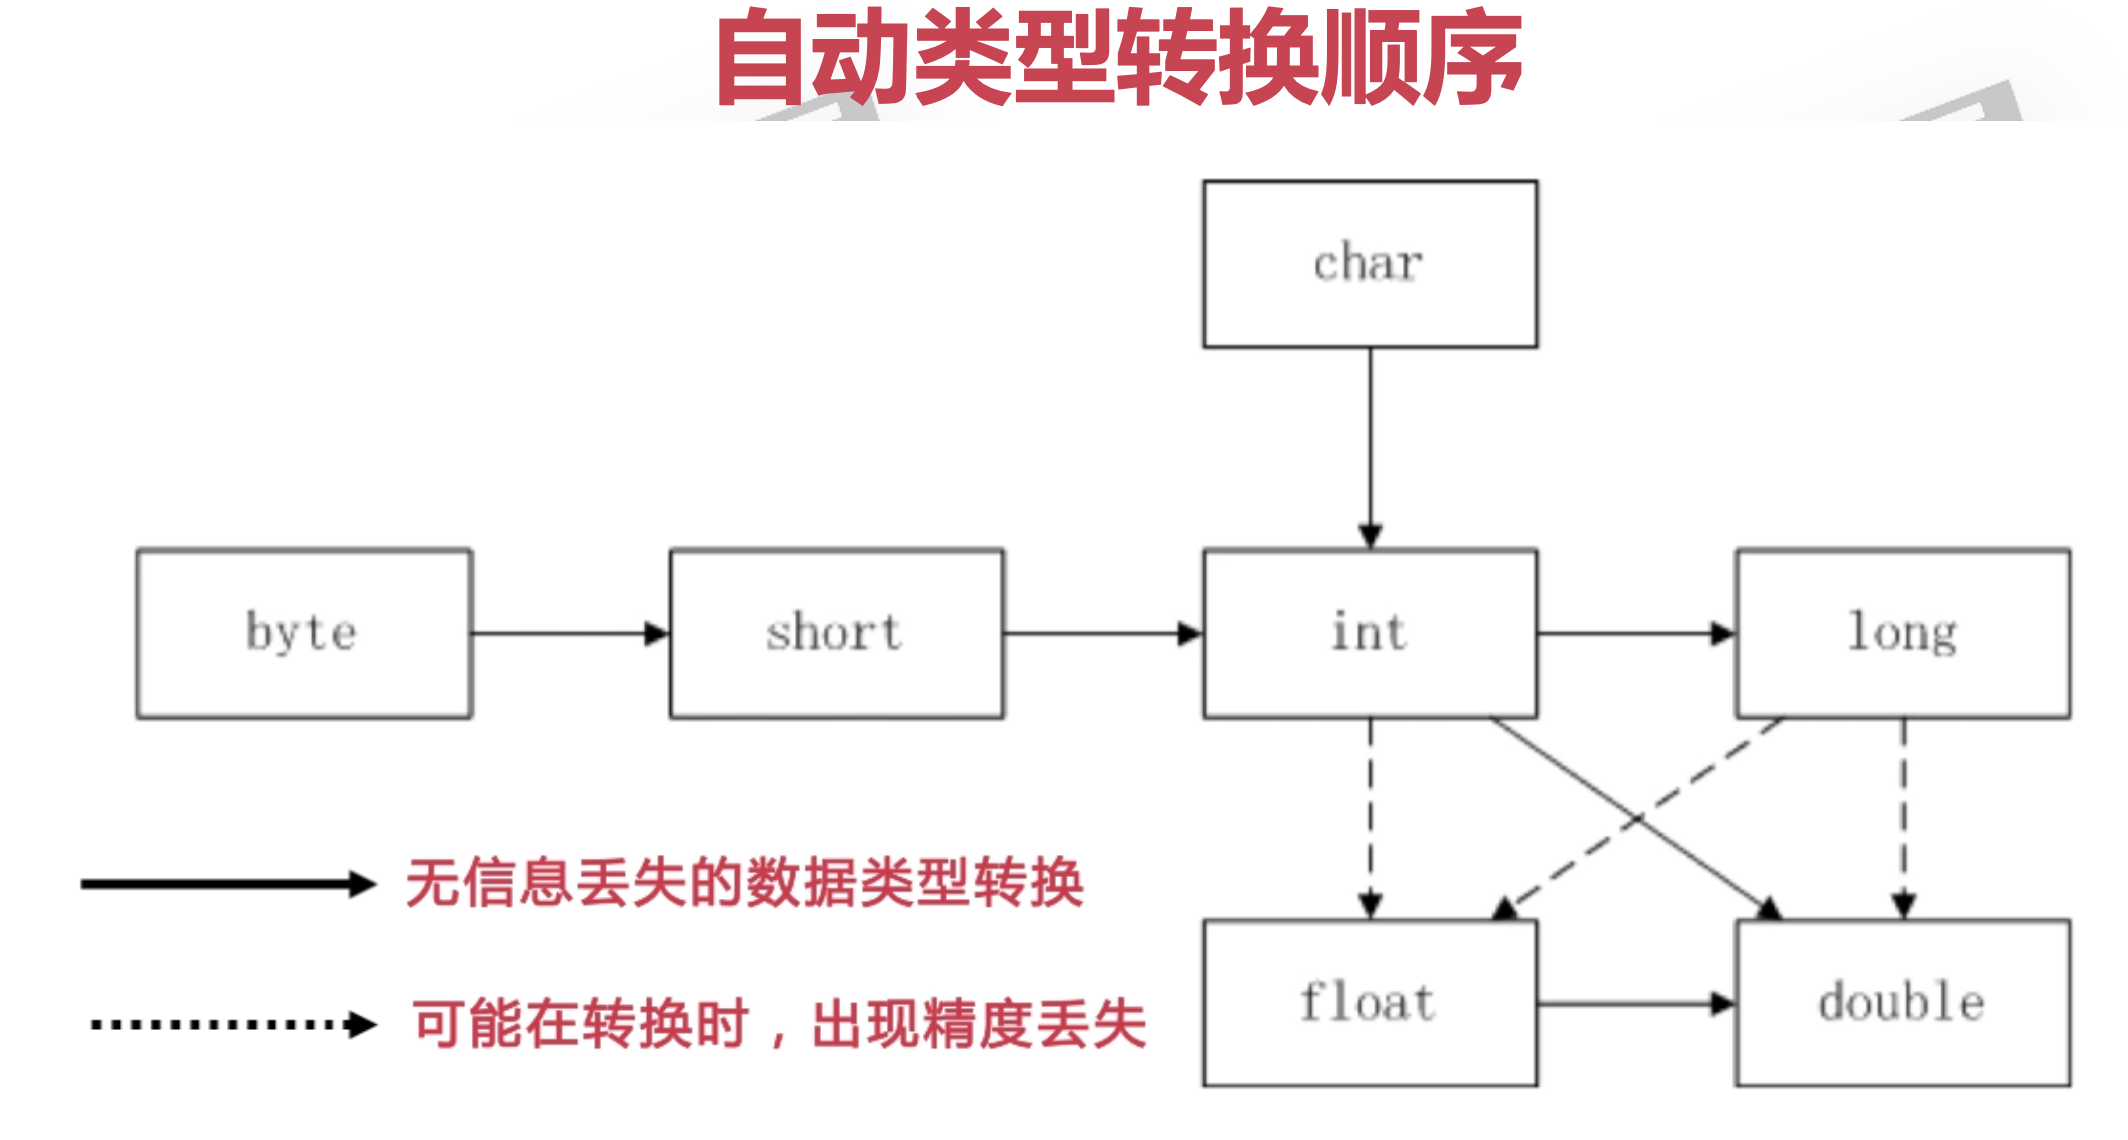 自动类型转换顺序
char
byte
short
int
long
无信息丢失的数据类型转换
可能在转换时，出现精度丢失
float
double